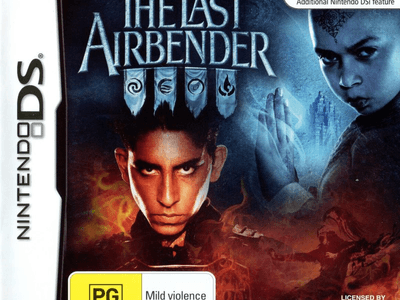 Additional Nintendo DSi feature
THE LAST
AIRBENDER
NINTENDO DS
PG
Mild violence
LICENSED BY